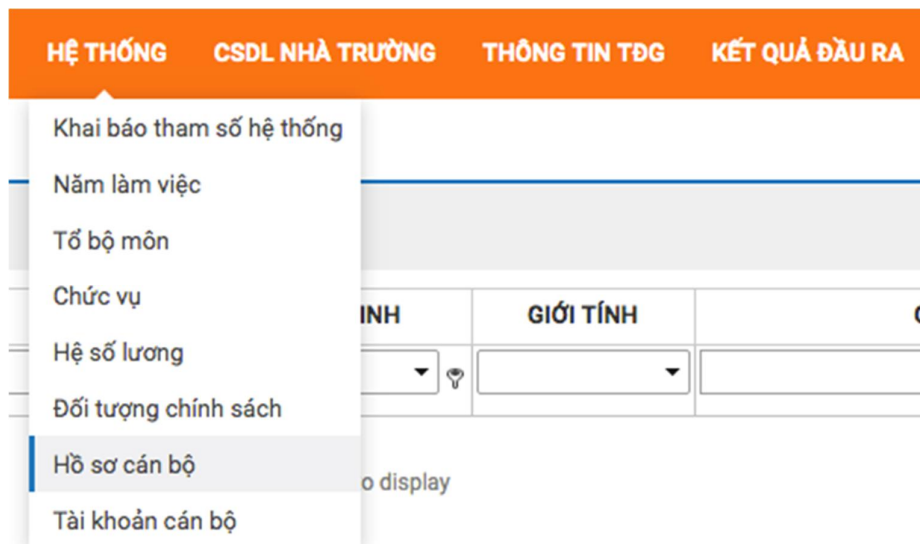 HỆ THỐNG CSDL NHÀ TRƯỜNG THÔNG TIN TĐG KẾT QUẢ ĐẦU RA
Khai báo tham số hệ thống
Năm làm việc
Tổ bộ môn
Chức vụ
INH GIỚI TÍNH
Hệ số lương
Đối tượng chính sách
Hồ sơ cán bộ
o display
Tài khoản cán bộ